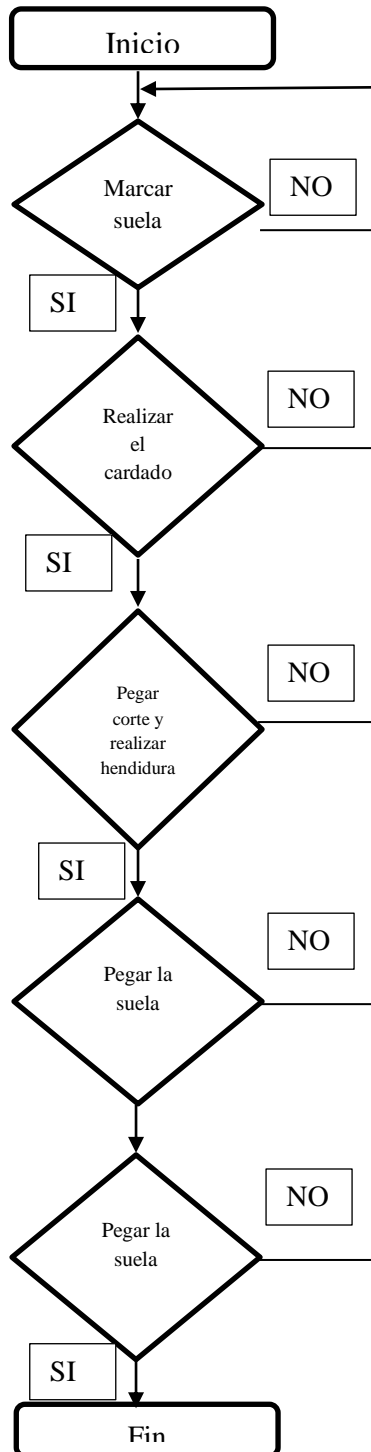 Inicio
Marcar
suela
NO
SI
Realizar
el
cardado
NO
SI
Pegar
corte y
realizar
hendidura
NO
SI
Pegar la
suela
NO
Pegar la
suela
NO
SI
Fin